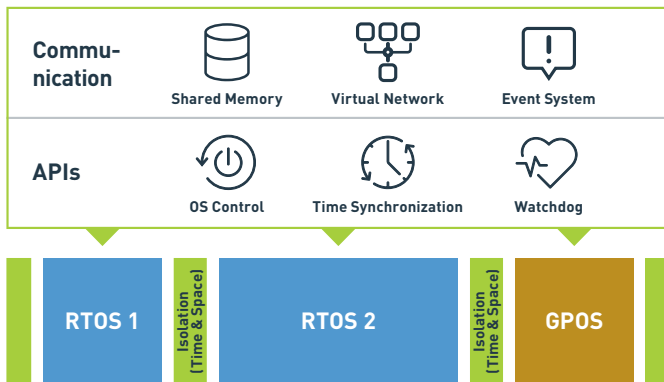 Commu-
nication
Shared Memory
Virtual Network
Event System
APIs
OS Control
Time Synchronization
Watchdog
RTOS 1
Isolation
(Time & Space)
RTOS 2
Isolation
(Time & Space)
GPOS